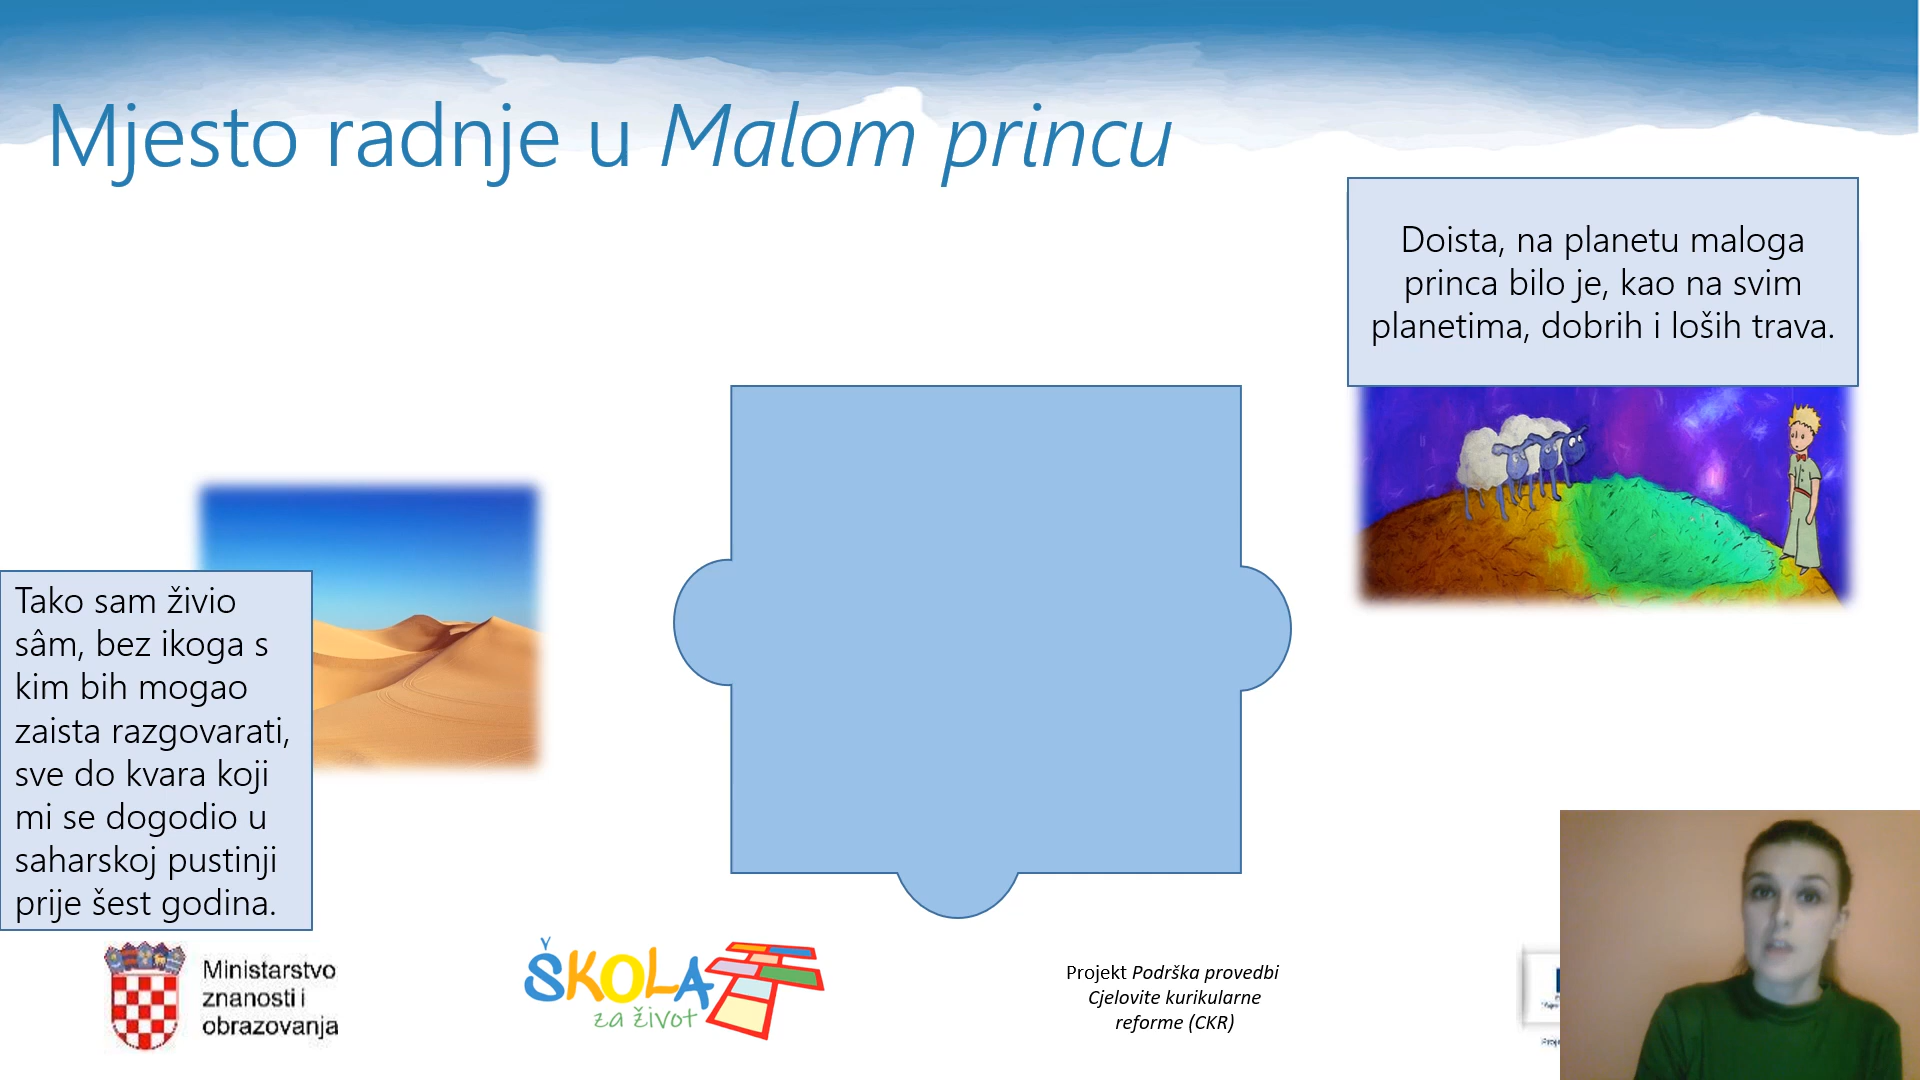 Mjesto radnje u Malom princu
Doista, na planetu maloga
princa bilo je, kao na svim
planetima, dobrih i loših trava.
Tako sam živio
sâm, bez ikoga s
kim bih mogao
zaista razgovarati,
sve do kvara koji
mi se dogodio u
saharskoj pustinji
prije šest godina.
Ministarstvo
znanosti i
obrazovanja
ŠKOLA
za život
Projekt Podrška provedbi
Cjelovite kurikularne
reforme (CKR)